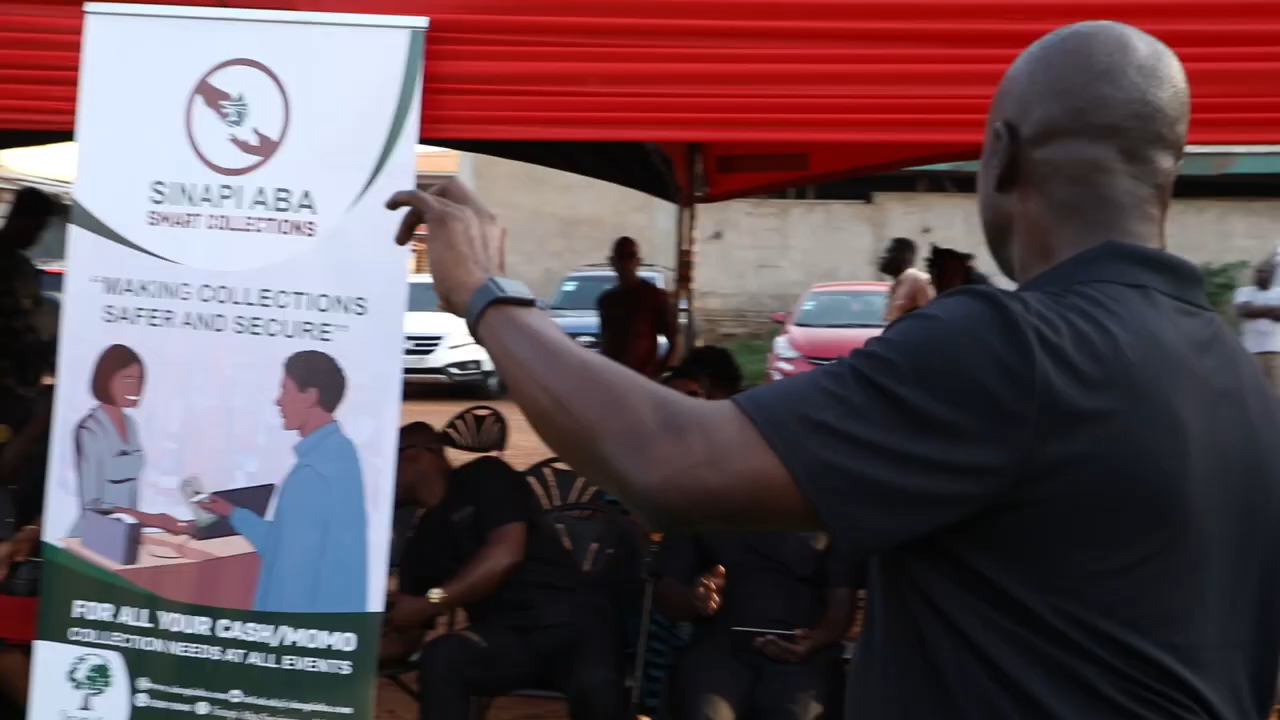 SINAPI ABA
SMART COLLECTIONS
"MAKING COLLECTIONS
SAFER AND SECURE"
FOR ALL YOUR CASH/MOMO
COLLECTION NEEDS AT ALL EVENTS